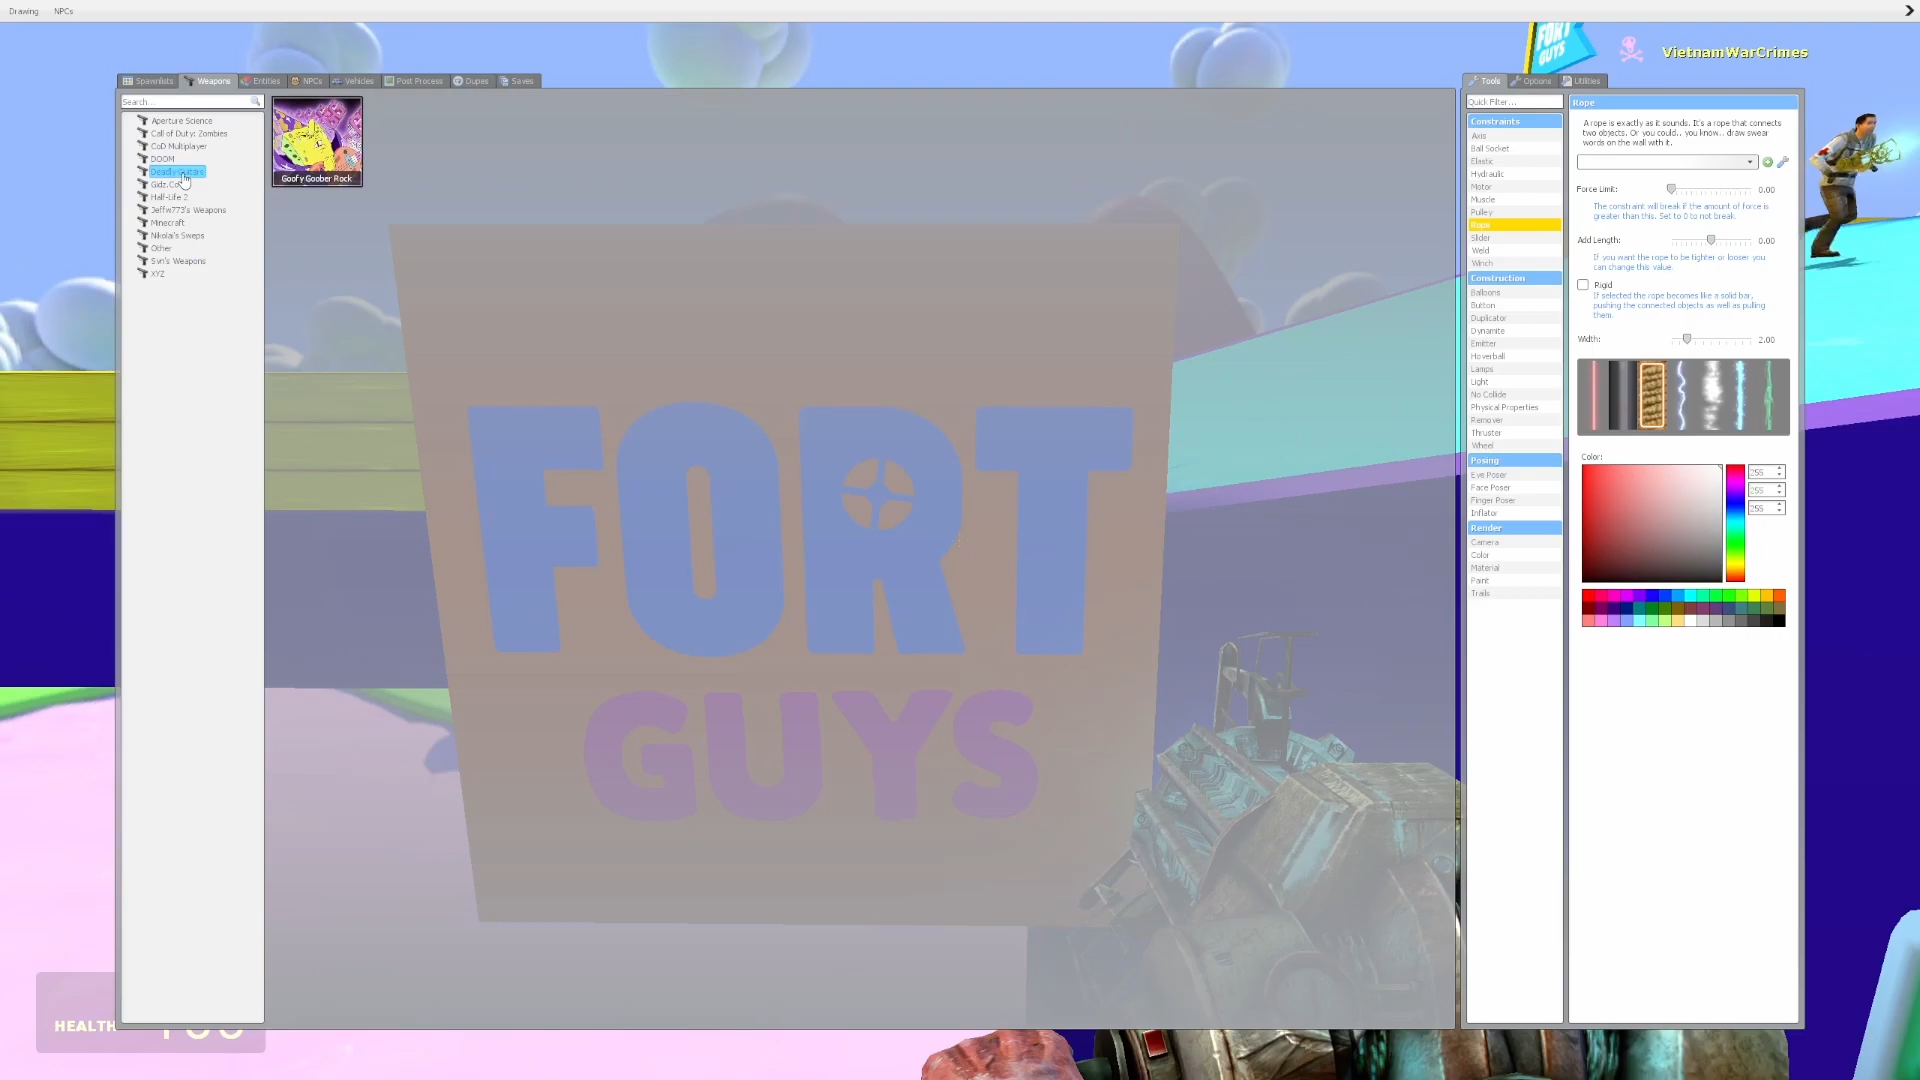 Drawing NPCs
VietnamWarCrimes
FORT GUYS
Spawnlists Weapons Entities NPCs Vehicles Post Process Dupes Saves
Search...
Aperture Science
Call of Duty: Zombies
CoD Multiplayer
DOOM
Deadly Guitars
Half-Life 2
Jeffw773's Weapons
Minecraft
Nikolai's Sweps
Other
Svn's Weapons
XYZ
Goofy Goober Rock
FORT
GUYS
HEALTH
Tools Options Utilities
Quick Filter...
Constraints
Axis
Ball Socket
Elastic
Hydraulic
Motor
Muscle
Pulley
Rope
Slider
Weld
Winch
Construction
Balloons
Button
Duplicator
Dynamite
Emitter
Hoverball
Lamps
Light
No Collide
Physical Properties
Remover
Thruster
Wheel
Posing
Eye Poser
Face Poser
Finger Poser
Inflator
Render
Camera
Color
Material
Paint
Trails
Rope
A rope is exactly as it sounds. It's a rope that connects
two objects. Or you could.. you know.. draw swear
words on the wall with it.
Force Limit: 0.00
The constraint will break if the amount of force is
greater than this. Set to 0 to not break.
Add Length: 0.00
If you want the rope to be tighter or looser you
can change this value.
Rigid
If selected the rope becomes like a solid bar,
pushing the connected objects as well as pulling
them.
Width: 2.00
Color:
255
255
255